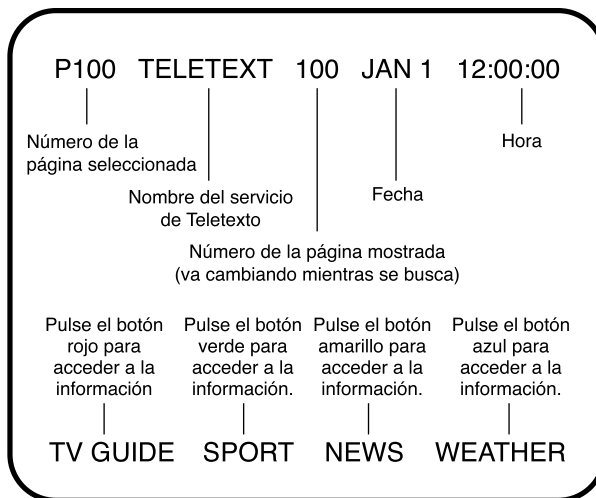 P100 TELETEXT 100 JAN 1 12:00:00
Número de la
página seleccionada
Hora
Nombre del servicio
de Teletexto
Fecha
Número de la página mostrada
(va cambiando mientras se busca)
Pulse el botón
rojo para
acceder a la
información
Pulse el botón
verde para
acceder a la
información.
Pulse el botón
amarillo para
acceder a la
información.
Pulse el botón
azul para
acceder a la
información.
TV GUIDE SPORT NEWS WEATHER